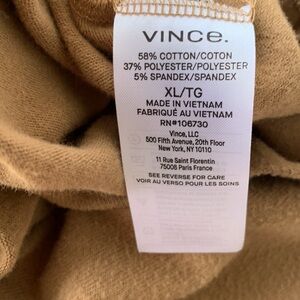 VINCE.
58% COTTON/COTON
37% POLYESTER/POLYESTER
5% SPANDEX/SPANDEX
XL/TG
MADE IN VIETNAM
FABRIQUÉ AU VIETNAM
RN#106730
Vince, LLC
500 Fifth Avenue, 20th Floor
New York, NY 10110
11 Rue Saint Florentin
75008 Paris France
SEE REVERSE FOR CARE
VOIR AU VERSO POUR LES SOINS